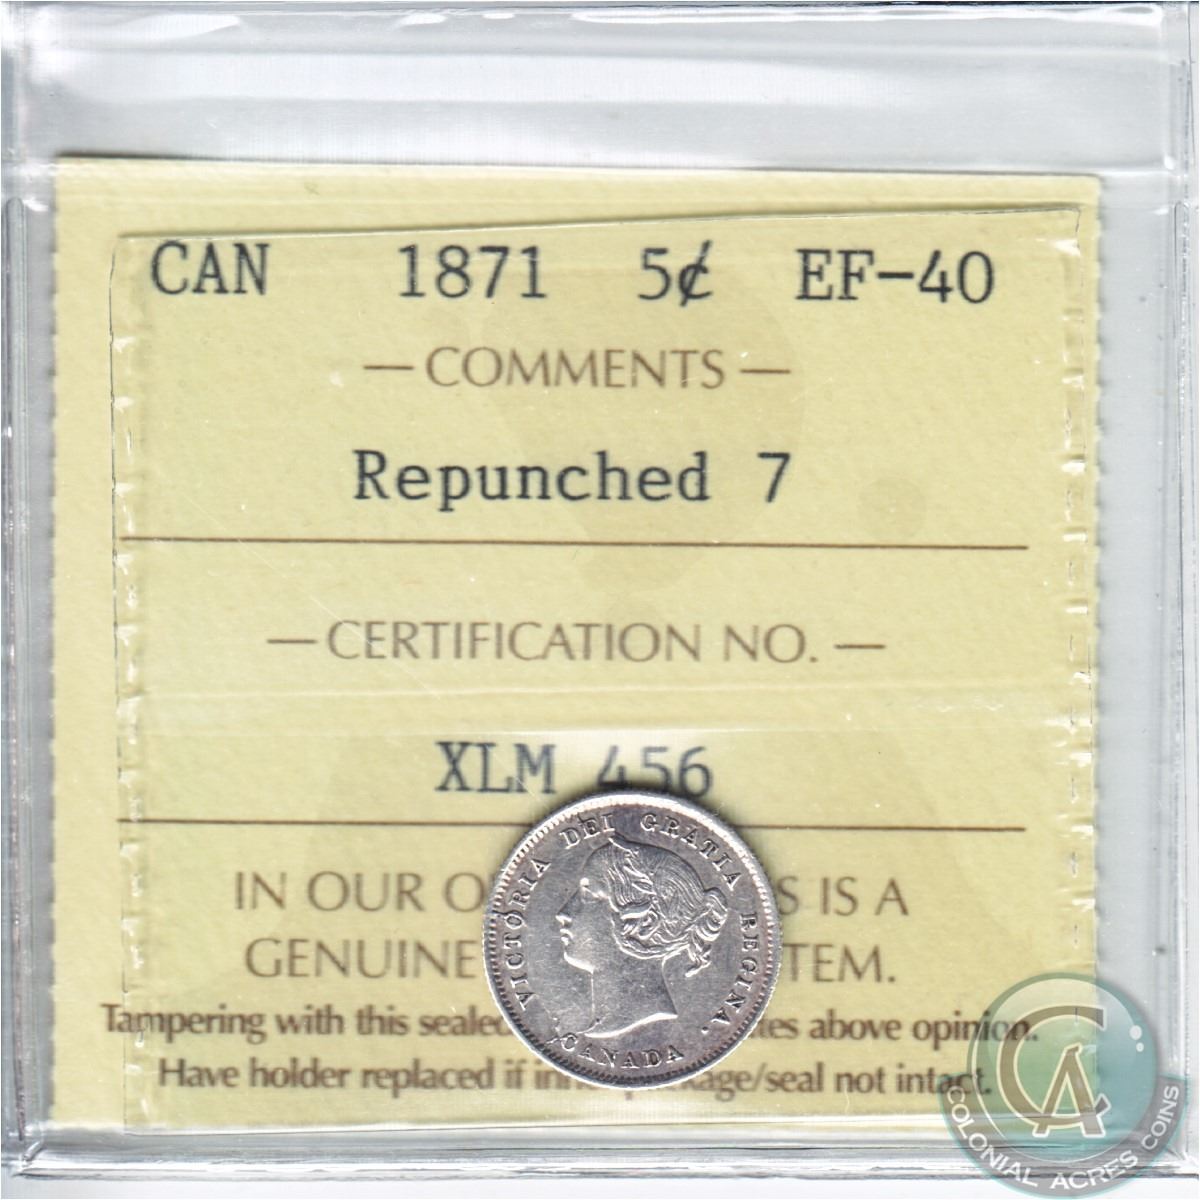 CAN 1871 5¢ EF-40
— COMMENTS —
Repunched 7
— CERTIFICATION NO. —
XLM 456
IN OUR S IS A
GENUINE TEM.
Tampering with this sealed tes above opinion.
Have holder replaced if kage/seal not intact.
VICTORIA DEI GRATIA REGINA.
CANADA
CA
COLONIAL ACRES COINS